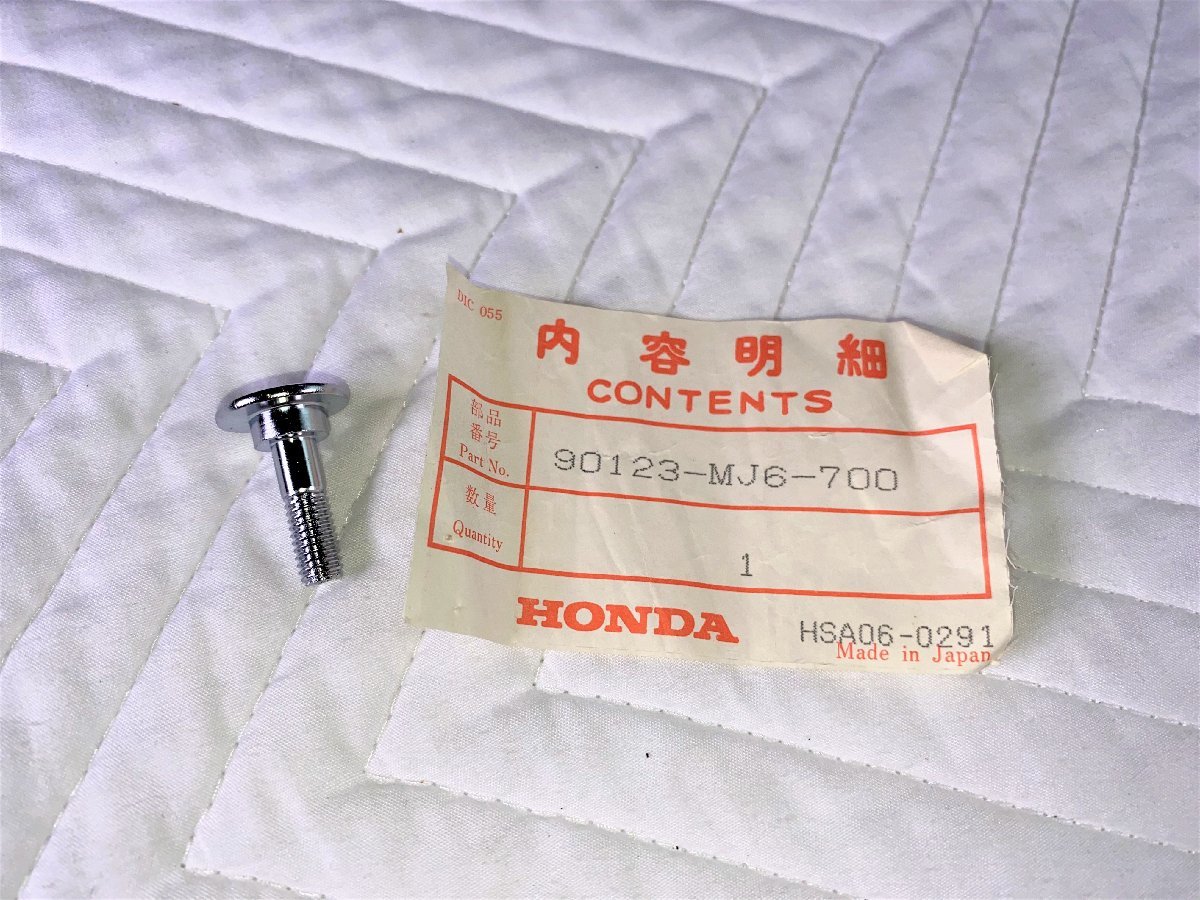 DIC 055
内容明細
CONTENTS
部品
番号
Part No.
90123-MJ6-700
数量
Quantity
1
HONDA
HSA06-0291
Made in Japan